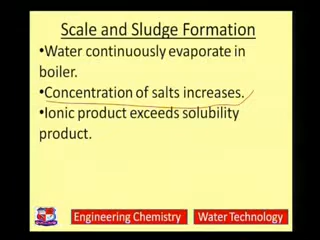 Scale and Sludge Formation
•Water continuously evaporate in
boiler.
•Concentration of salts increases.
•Ionic product exceeds solubility
product.
Engineering Chemistry
Water Technology